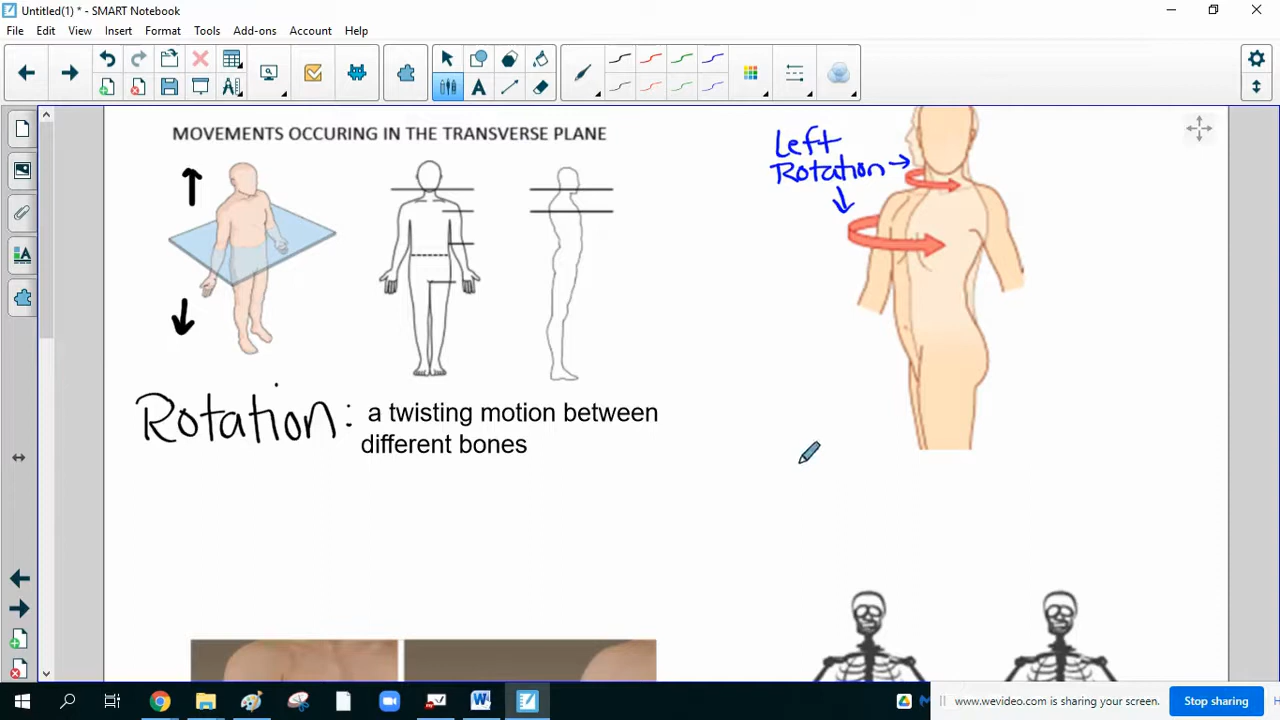 Untitled(1) * - SMART Notebook
File Edit View Insert Format Tools Add-ons Account Help
MOVEMENTS OCCURING IN THE TRANSVERSE PLANE
Left
Rotation
Rotation: a twisting motion between
different bones
www.wevideo.com is sharing your screen.
Stop sharing